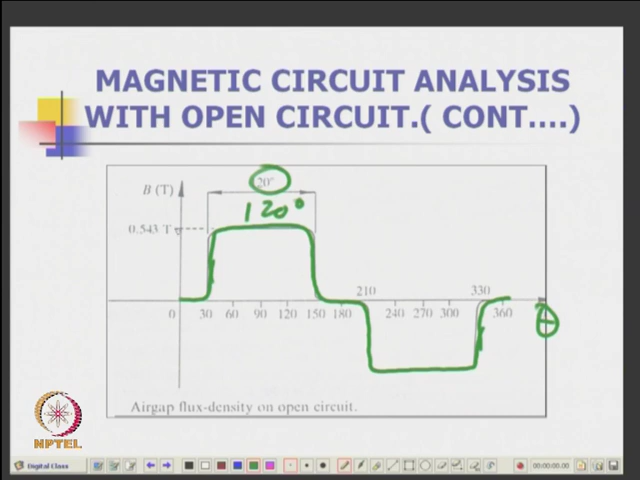 MAGNETIC CIRCUIT ANALYSIS
WITH OPEN CIRCUIT.( CONT....)
B (T)
20°
120°
0.543 T
210
330
0 30 60 90 120 150 180 240 270 300 360
θ
Airgap flux-density on open circuit.
NPTEL
Digital Class
00:00:00.00